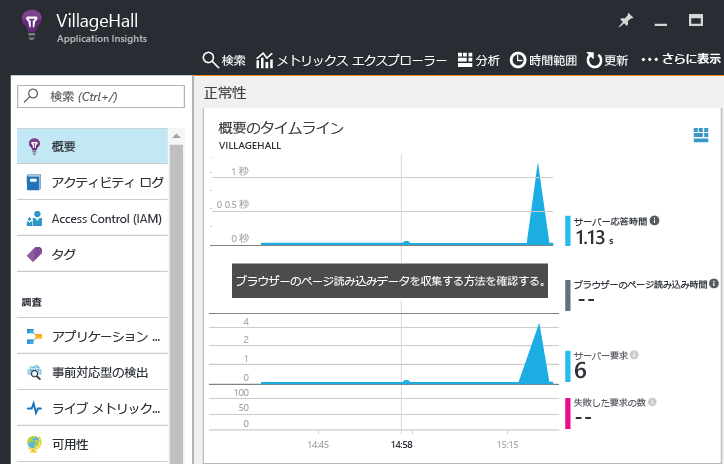 VillageHall
Application Insights
検索
メトリックス エクスプローラー
分析
時間範囲
更新
さらに表示
検索 (Ctrl+/)
概要
アクティビティ ログ
Access Control (IAM)
タグ
調査
アプリケーション ...
事前対応型の検出
ライブ メトリック...
可用性
正常性
概要のタイムライン
VILLAGEHALL
1 秒
0 0.5 秒
0 秒
サーバー応答時間
1.13 s
ブラウザーのページ読み込みデータを収集する方法を確認する。
ブラウザーのページ読み込み時間
--
4
2
1
0
サーバー要求
6
100
50
0
失敗した要求の数
--
14:45
14:58
15:15